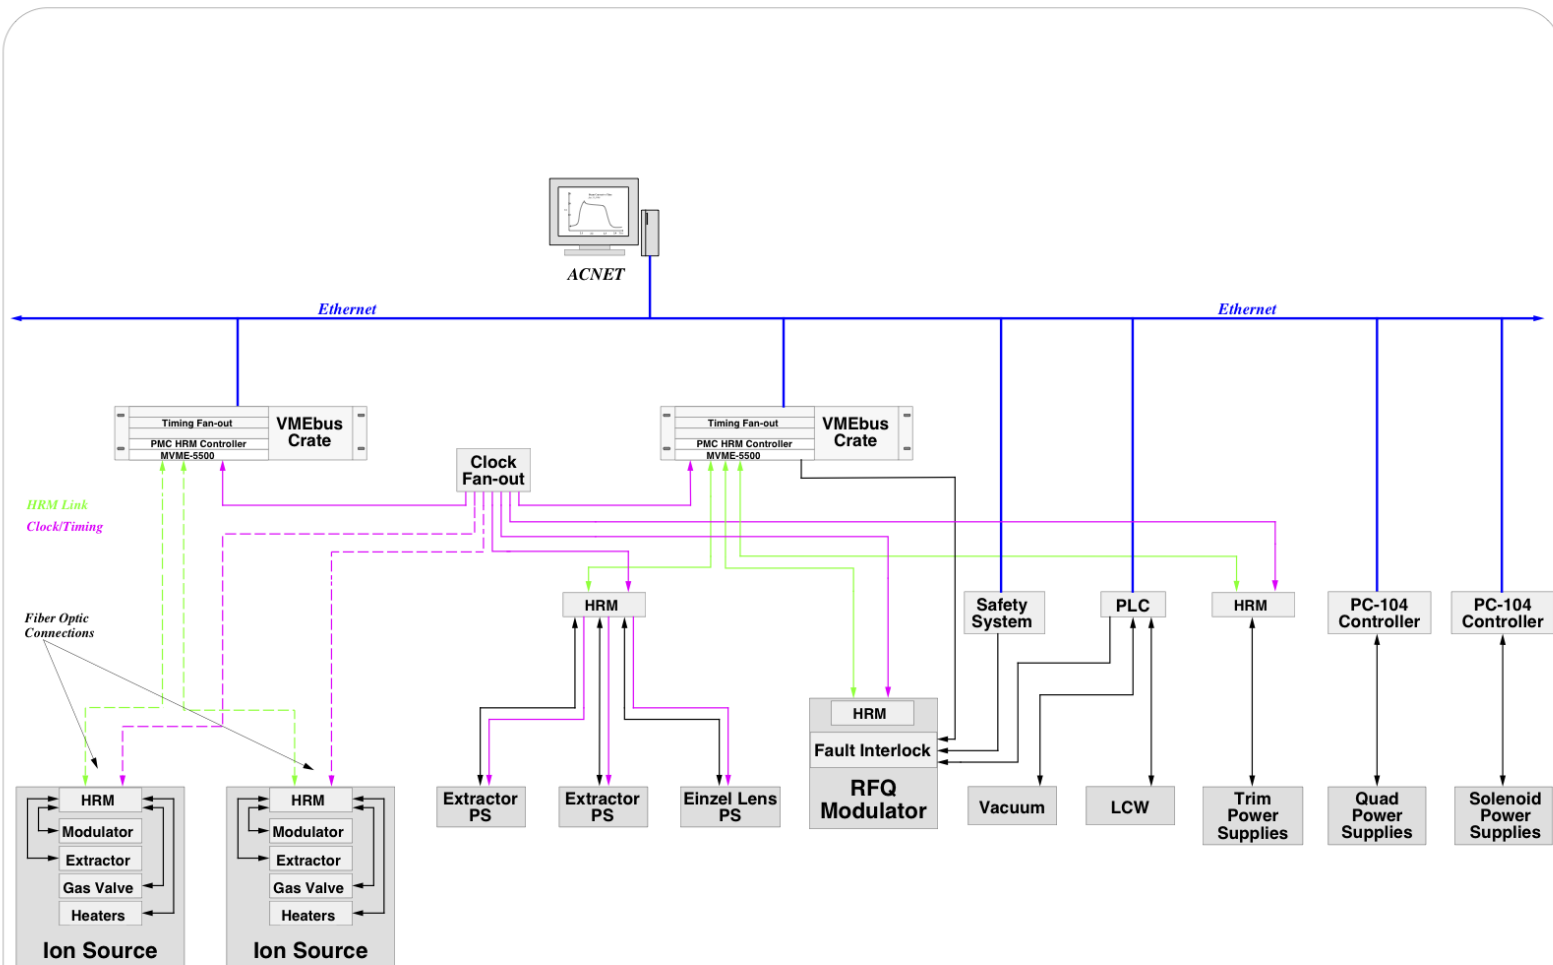 ACNET
Ethernet
Ethernet
Timing Fan-out
PMC HRM Controller
MVME-5500
VMEbus
Crate
Timing Fan-out
PMC HRM Controller
MVME-5500
VMEbus
Crate
Clock
Fan-out
HRM Link
Clock/Timing
Fiber Optic
Connections
HRM
Safety
System
PLC
HRM
PC-104
Controller
PC-104
Controller
HRM
Fault Interlock
RFQ
Modulator
Extractor
PS
Extractor
PS
Einzel Lens
PS
Vacuum
LCW
Trim
Power
Supplies
Quad
Power
Supplies
Solenoid
Power
Supplies
HRM
Modulator
Extractor
Gas Valve
Heaters
Ion Source
HRM
Modulator
Extractor
Gas Valve
Heaters
Ion Source